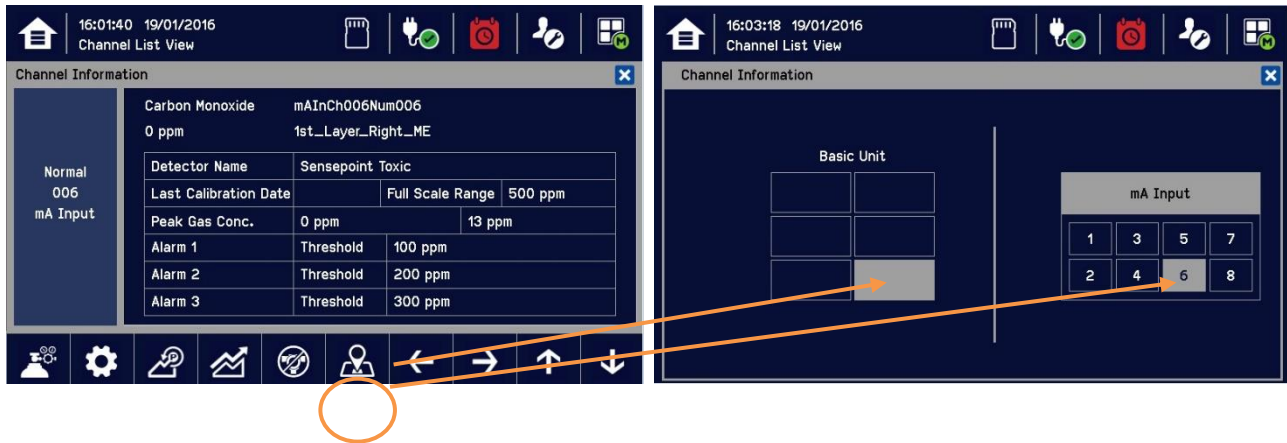 16:01:40 19/01/2016
Channel List View
M
Channel Information
Carbon Monoxide mAInCh006Num006
0 ppm 1st_Layer_Right_ME
Normal
006
mA Input
Detector Name Sensepoint Toxic
Last Calibration Date Full Scale Range 500 ppm
Peak Gas Conc. 0 ppm 13 ppm
Alarm 1 Threshold 100 ppm
Alarm 2 Threshold 200 ppm
Alarm 3 Threshold 300 ppm
16:03:18 19/01/2016
Channel List View
M
Channel Information
Basic Unit
mA Input
1 3 5 7
2 4 6 8